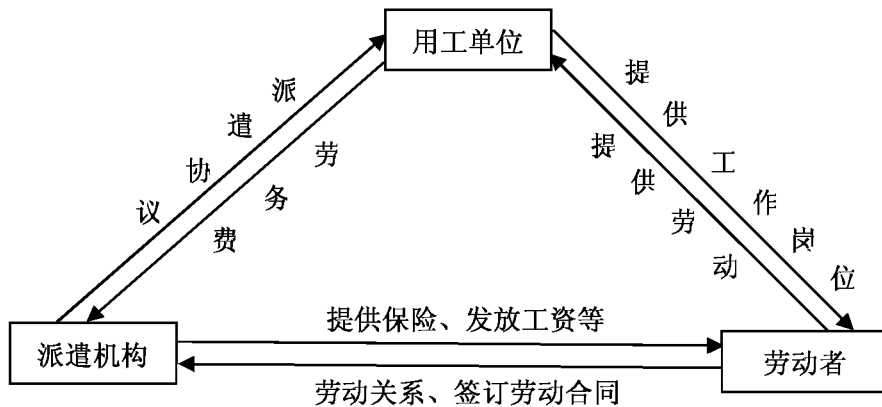 用工单位
派遣协议
劳务费
提供工作岗位
提供劳动
派遣机构
提供保险、发放工资等
劳动关系、签订劳动合同
劳动者